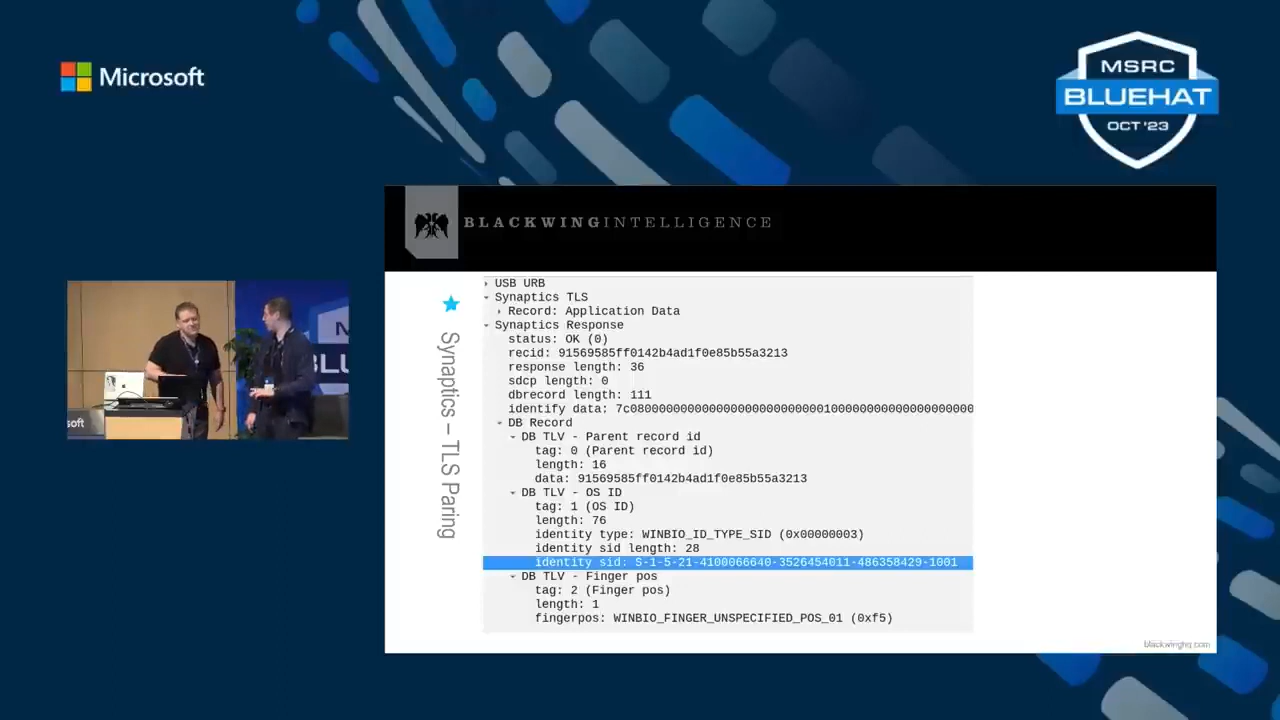 Microsoft
MSRC
BLUEHAT
OCT '23
BLACKWINGINTELLIGENCE
Synaptics – TLS Paring
USB URB
Synaptics TLS
Record: Application Data
Synaptics Response
status: OK (0)
recid: 91569585ff0142b4ad1f0e85b55a3213
response length: 36
sdcp length: 0
dbrecord length: 111
identify data: 7c080000000000000000000000000100000000000000000000000
DB Record
DB TLV - Parent record id
tag: 0 (Parent record id)
length: 16
data: 91569585ff0142b4ad1f0e85b55a3213
DB TLV - OS ID
tag: 1 (OS ID)
length: 76
identity type: WINBIO_ID_TYPE_SID (0x00000003)
identity sid length: 28
identity sid: S-1-5-21-4100066640-3526454011-486358429-1001
DB TLV - Finger pos
tag: 2 (Finger pos)
length: 1
fingerpos: WINBIO_FINGER_UNSPECIFIED_POS_01 (0xf5)
blackwinghq.com
soft